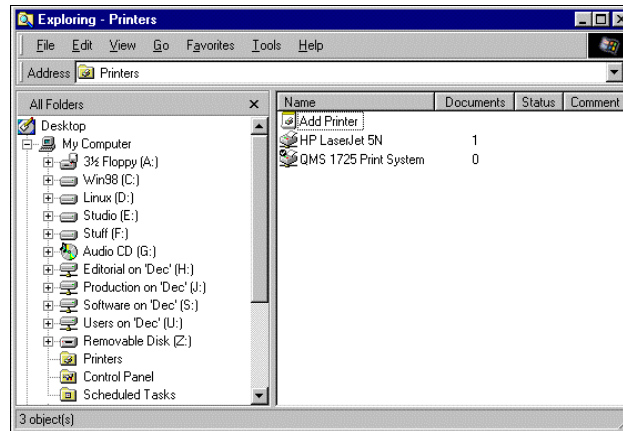 Exploring - Printers
File Edit View Go Favorites Tools Help
Address Printers
All Folders
Name Documents Status Comment
Desktop
My Computer
3½ Floppy (A:)
Win98 (C:)
Linux (D:)
Studio (E:)
Stuff (F:)
Audio CD (G:)
Editorial on 'Dec' (H:)
Production on 'Dec' (J:)
Software on 'Dec' (S:)
Users on 'Dec' (U:)
Removable Disk (Z:)
Printers
Control Panel
Scheduled Tasks
Add Printer
HP LaserJet 5N 1
QMS 1725 Print System 0
3 object(s)